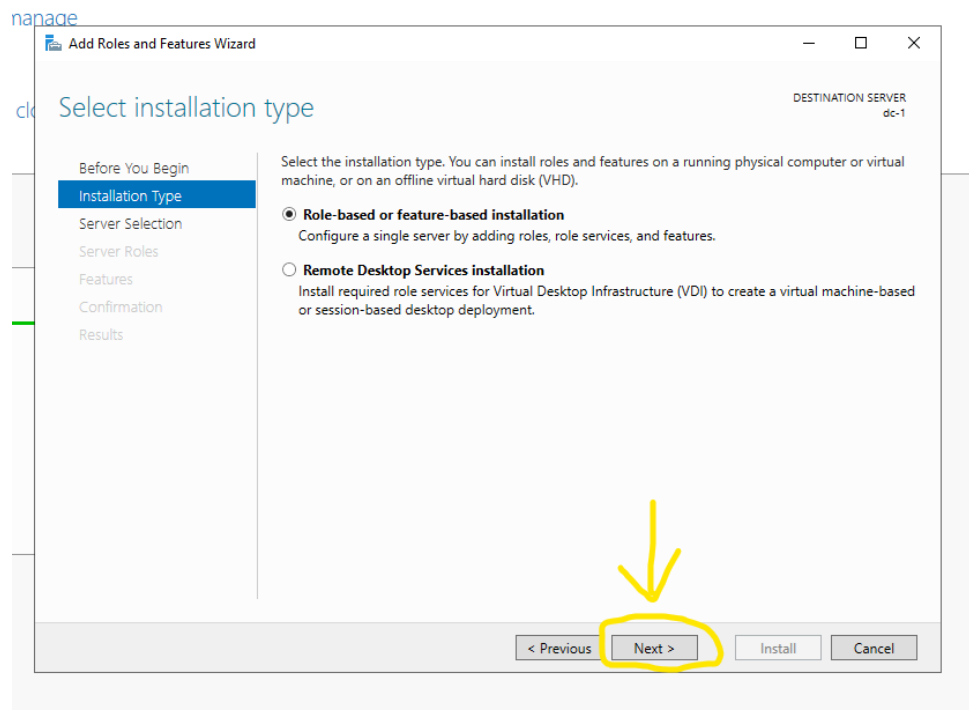 manage
Add Roles and Features Wizard
Select installation type
DESTINATION SERVER
dc-1
Before You Begin
Installation Type
Server Selection
Server Roles
Features
Confirmation
Results
Select the installation type. You can install roles and features on a running physical computer or virtual
machine, or on an offline virtual hard disk (VHD).
Role-based or feature-based installation
Configure a single server by adding roles, role services, and features.
Remote Desktop Services installation
Install required role services for Virtual Desktop Infrastructure (VDI) to create a virtual machine-based
or session-based desktop deployment.
< Previous
Next >
Install
Cancel